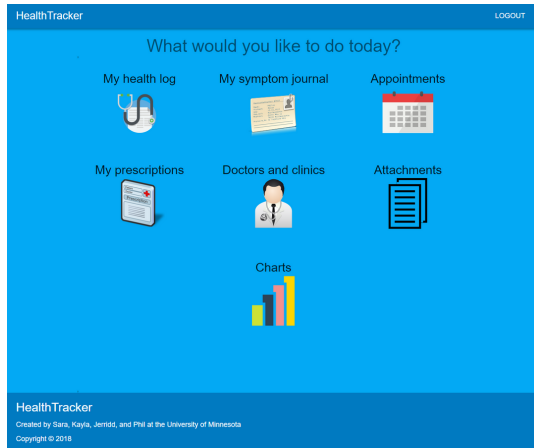 HealthTracker
LOGOUT
What would you like to do today?
My health log
My symptom journal
Appointments
My prescriptions
Doctors and clinics
Attachments
Charts
HealthTracker
Created by Sara, Kayla, Jerridd, and Phil at the University of Minnesota
Copyright © 2018